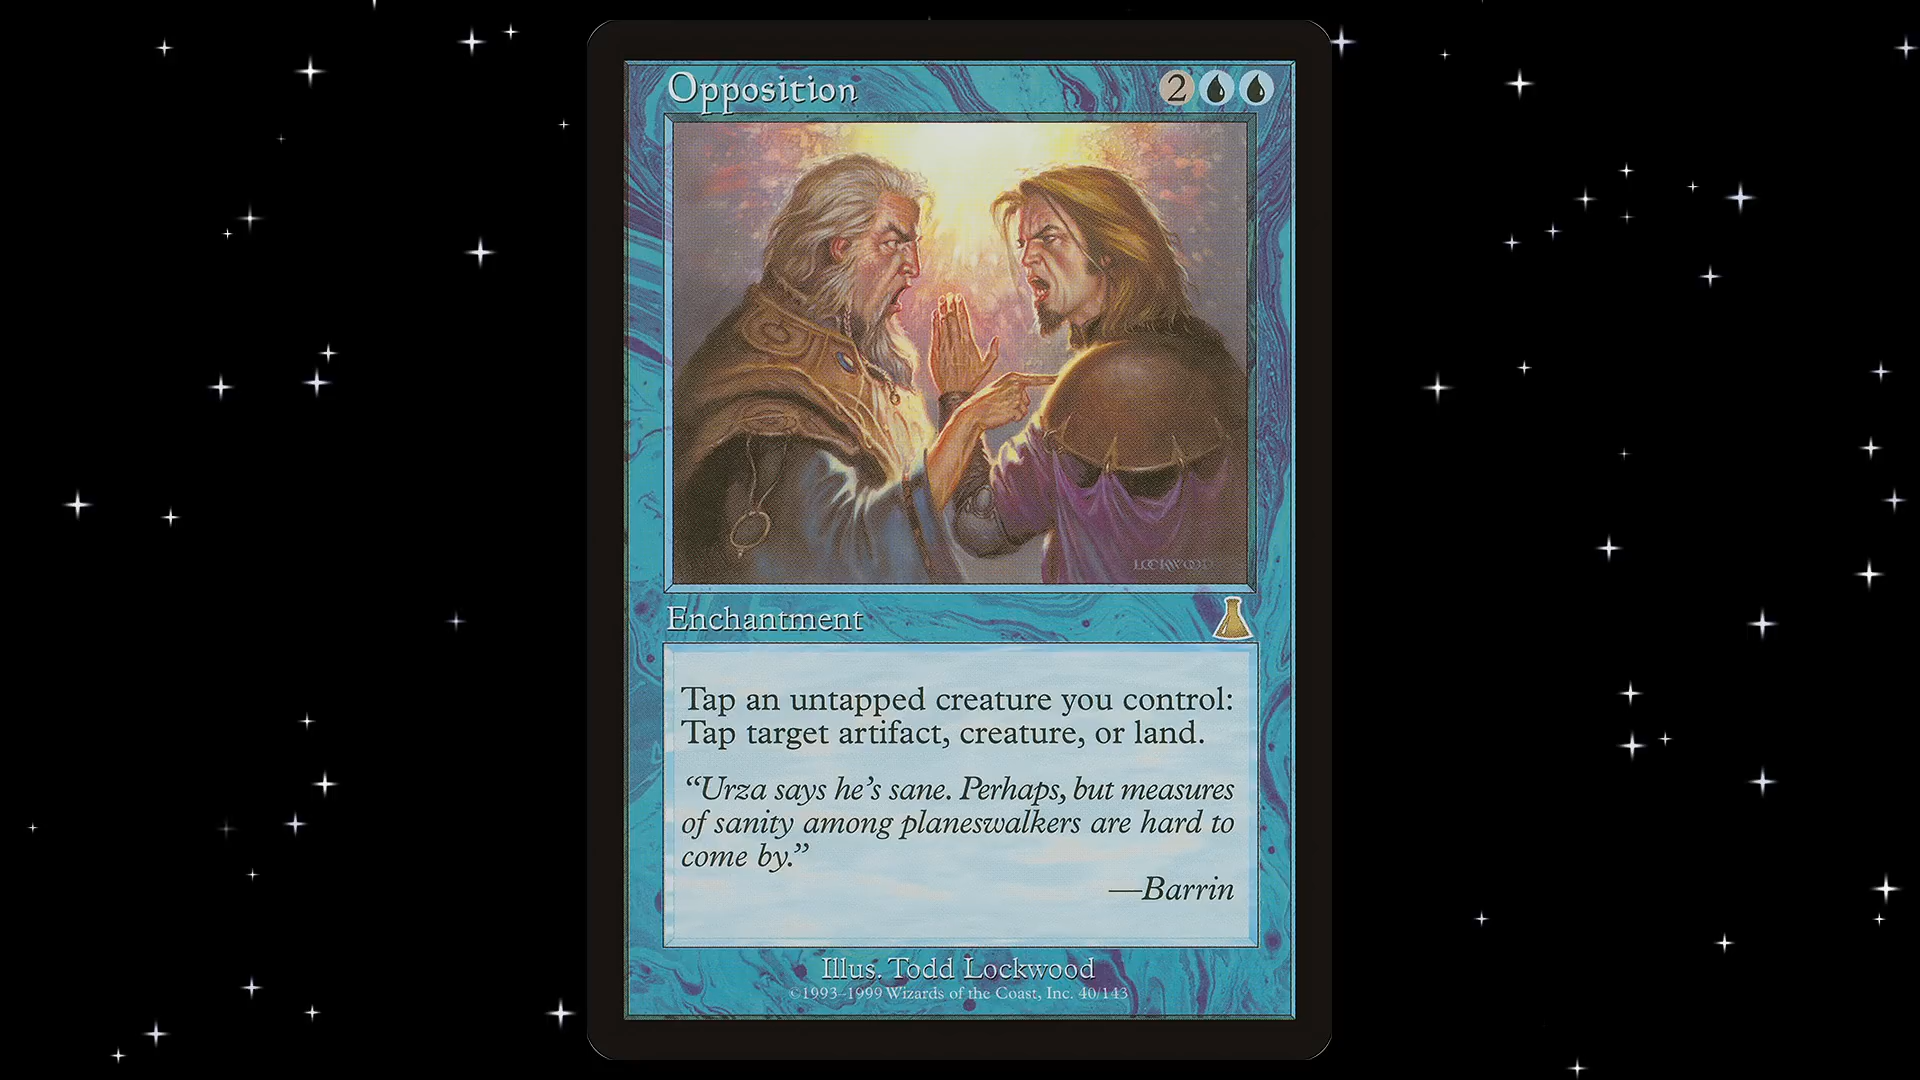 Opposition
2
LOCKWOOD
Enchantment
Tap an untapped creature you control:
Tap target artifact, creature, or land.
“Urza says he’s sane. Perhaps, but measures
of sanity among planeswalkers are hard to
come by.”
—Barrin
Illus. Todd Lockwood
©1993–1999 Wizards of the Coast, Inc. 40/143